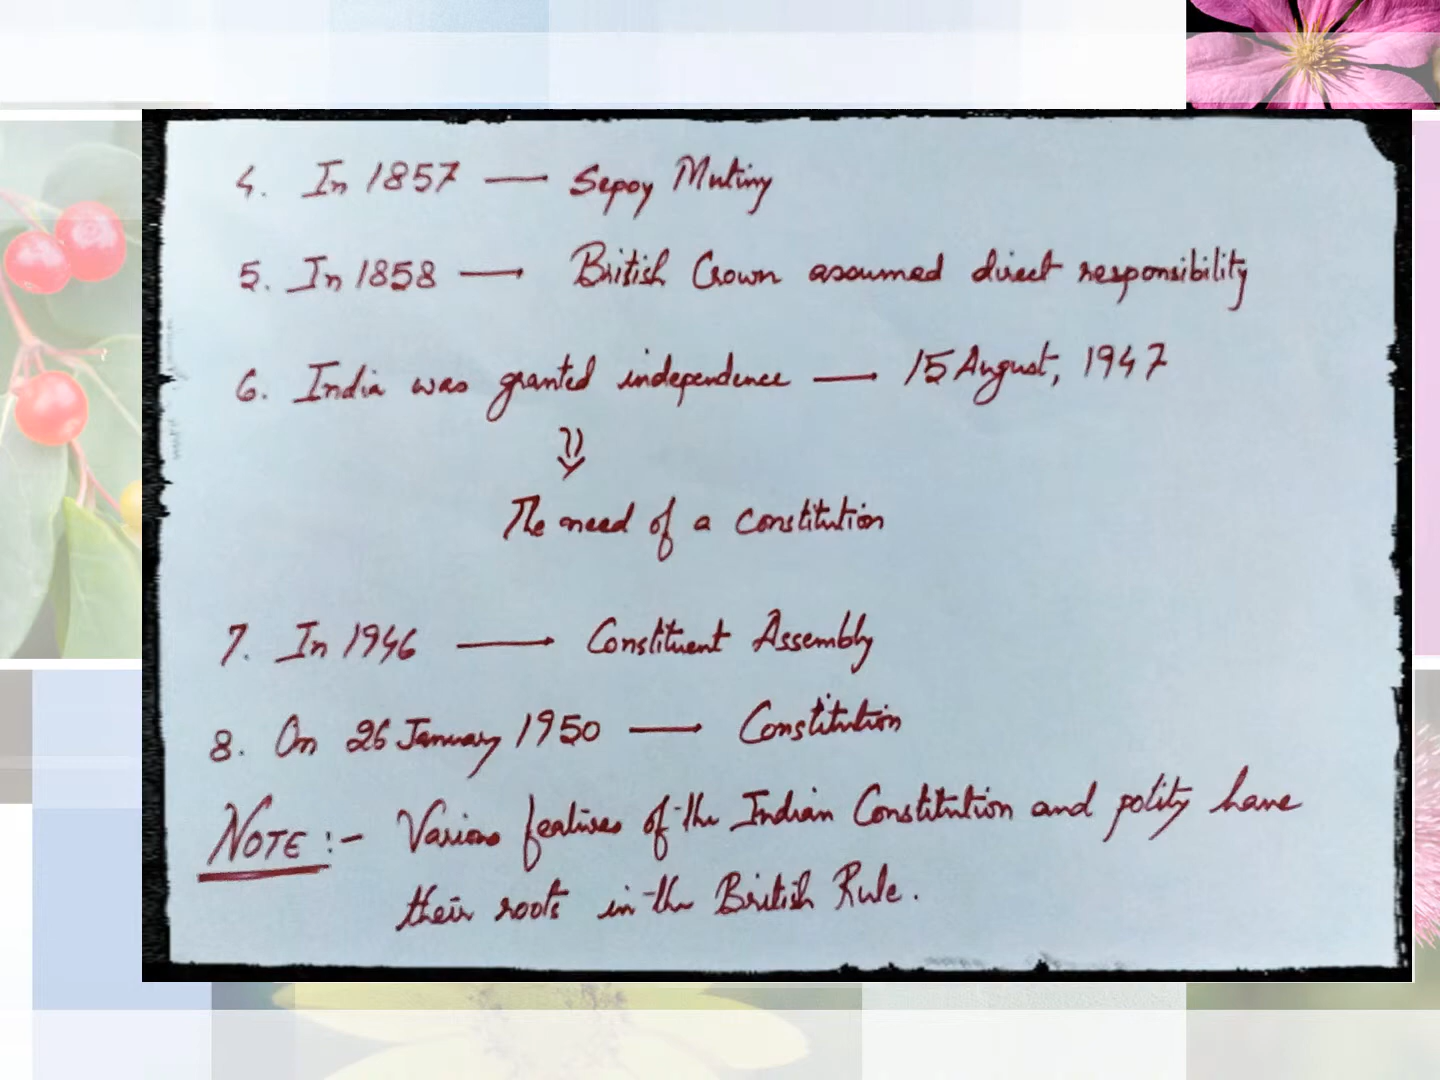 4. In 1857 — Sepoy Mutiny
5. In 1858 — British Crown assumed direct responsibility
6. India was granted independence — 15 August, 1947
⇓
The need of a constitution
7. In 1946 — Constituent Assembly
8. On 26 January 1950 — Constitution
NOTE :- Various features of the Indian Constitution and polity have
their roots in the British Rule.